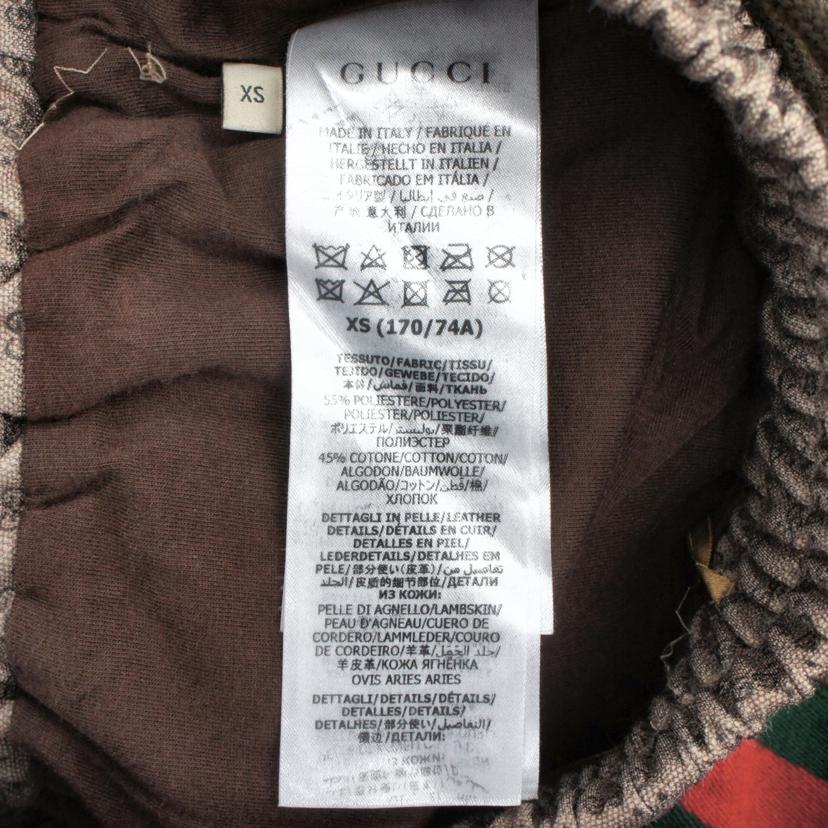 XS
GUCCI
MADE IN ITALY / FABRIQUÉ EN
ITALIE / HECHO EN ITALIA /
HERGESTELLT IN ITALIEN /
FABRICADO EM ITÁLIA /
イタリア製 / صنع في إيطاليا /
产地 意大利 / СДЕЛАНО В
ИТАЛИИ
XS (170/74A)
TESSUTO/FABRIC/TISSU/
TEJIDO/GEWEBE/TECIDO/
本体/قماش/面料/ТКАНЬ
55% POLIESTERE/POLYESTER/
POLIESTER/POLIESTER/
ポリエステル/بوليستر/聚酯纤维/
ПОЛИЭСТЕР
45% COTONE/COTTON/COTON/
ALGODON/BAUMWOLLE/
ALGODÃO/コットン/قطن/棉/
ХЛОПОК
DETTAGLI IN PELLE/LEATHER
DETAILS/DÉTAILS EN CUIR/
DETALLES EN PIEL/
LEDERDETAILS/DETALHES EM
PELE/部分使い(皮革)/تفاصيل من
الجلد/皮质的细节部位/ДЕТАЛИ
ИЗ КОЖИ:
PELLE DI AGNELLO/LAMBSKIN/
PEAU D'AGNEAU/CUERO DE
CORDERO/LAMMLEDER/COURO
DE CORDEIRO/羊革/جلد الحَمَل/
羊皮革/КОЖА ЯГНЁНКА
OVIS ARIES ARIES
DETTAGLI/DETAILS/DÉTAILS/
DETALLES/DETAILS/
DETALHES/部分使い/التفاصيل/
镶边/ДЕТАЛИ: